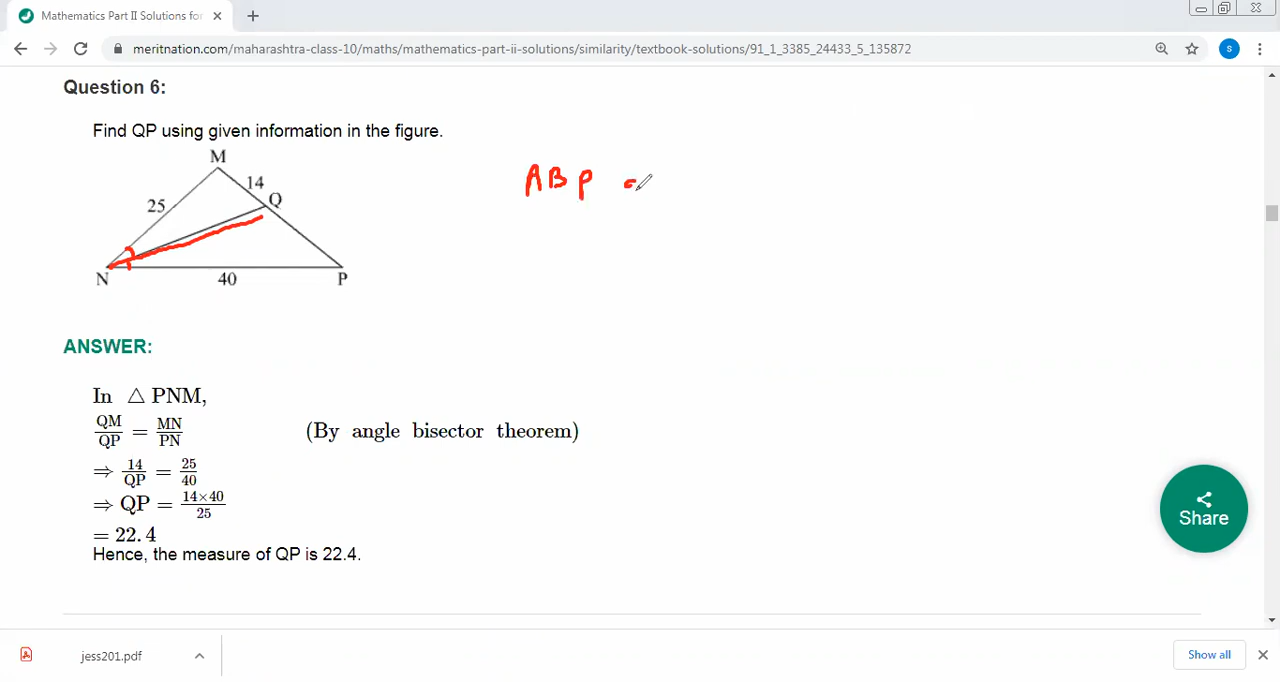 Mathematics Part II Solutions for
meritnation.com/maharashtra-class-10/maths/mathematics-part-ii-solutions/similarity/textbook-solutions/91_1_3385_24433_5_135872
S
Question 6:
Find QP using given information in the figure.
M
14
Q
25
N
40
P
A B P =
ANSWER:
In △ PNM,
QM/QP = MN/PN (By angle bisector theorem)
⇒ 14/QP = 25/40
⇒ QP = 14×40/25
= 22.4
Hence, the measure of QP is 22.4.
Share
jess201.pdf
Show all